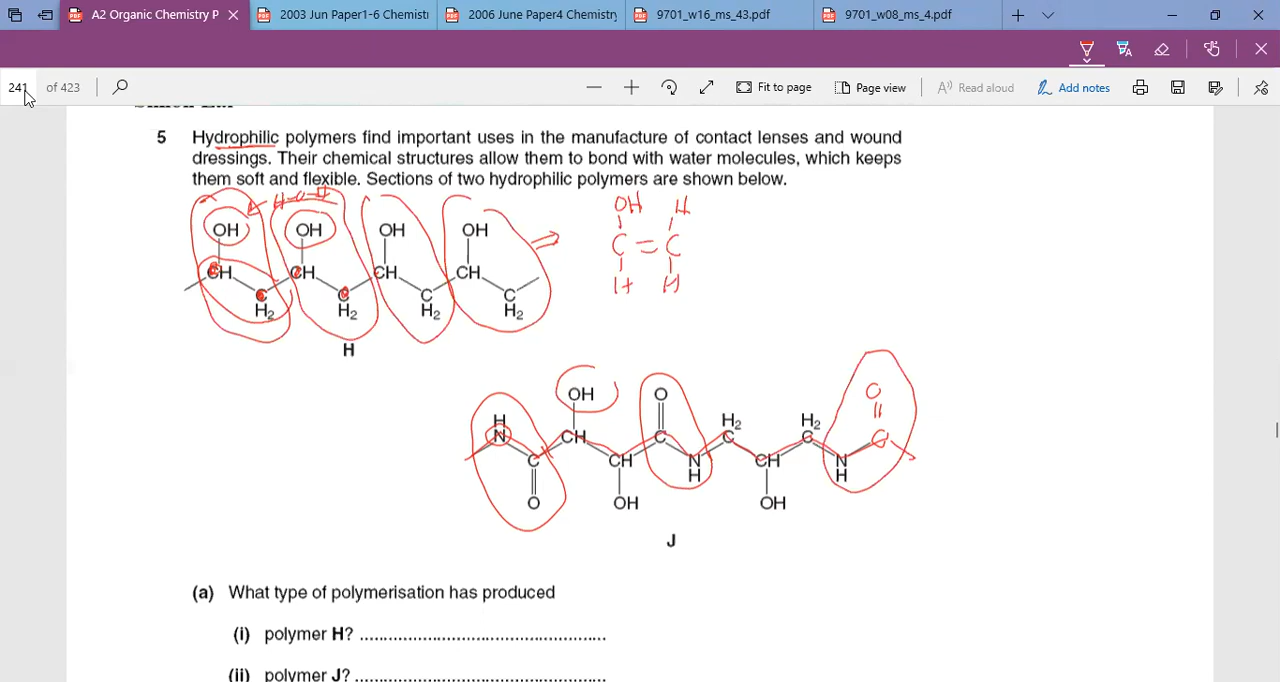 A2 Organic Chemistry P
2003 Jun Paper1-6 Chemistr
2006 June Paper4 Chemistry
9701_w16_ms_43.pdf
9701_w08_ms_4.pdf
241 of 423
Fit to page
Page view
Read aloud
Add notes
5 Hydrophilic polymers find important uses in the manufacture of contact lenses and wound
dressings. Their chemical structures allow them to bond with water molecules, which keeps
them soft and flexible. Sections of two hydrophilic polymers are shown below.
H-O-H
OH H
OH OH OH OH
C = C
CH CH CH CH
H H
C C C C
H2 H2 H2 H2
H
OH O O
H H2 H2
N CH C C C C
C CH N CH N
H H
O OH OH
J
(a) What type of polymerisation has produced
(i) polymer H? ..................................................
(ii) polymer J? ...................................................